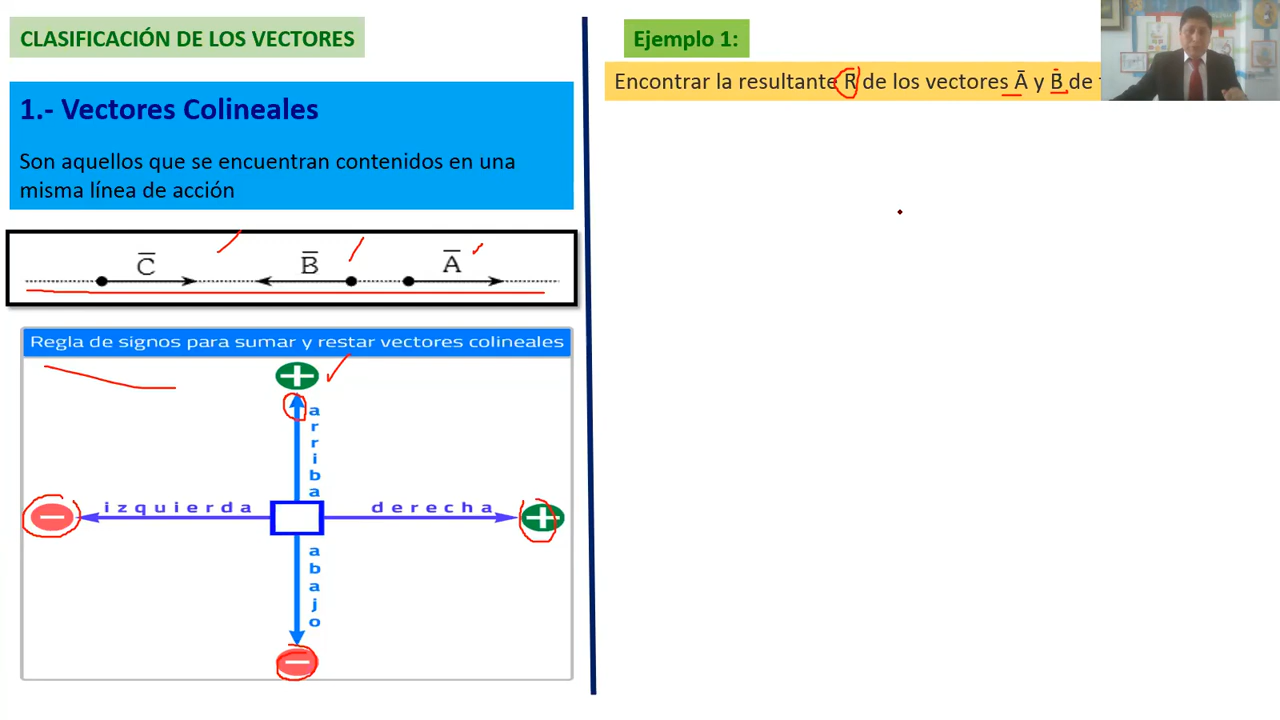 CLASIFICACIÓN DE LOS VECTORES
1.- Vectores Colineales
Son aquellos que se encuentran contenidos en una
misma línea de acción
C̄ B̄ Ā
Regla de signos para sumar y restar vectores colineales
arriba
izquierda derecha
abajo
Ejemplo 1:
Encontrar la resultante R de los vectores Ā y B̄ de